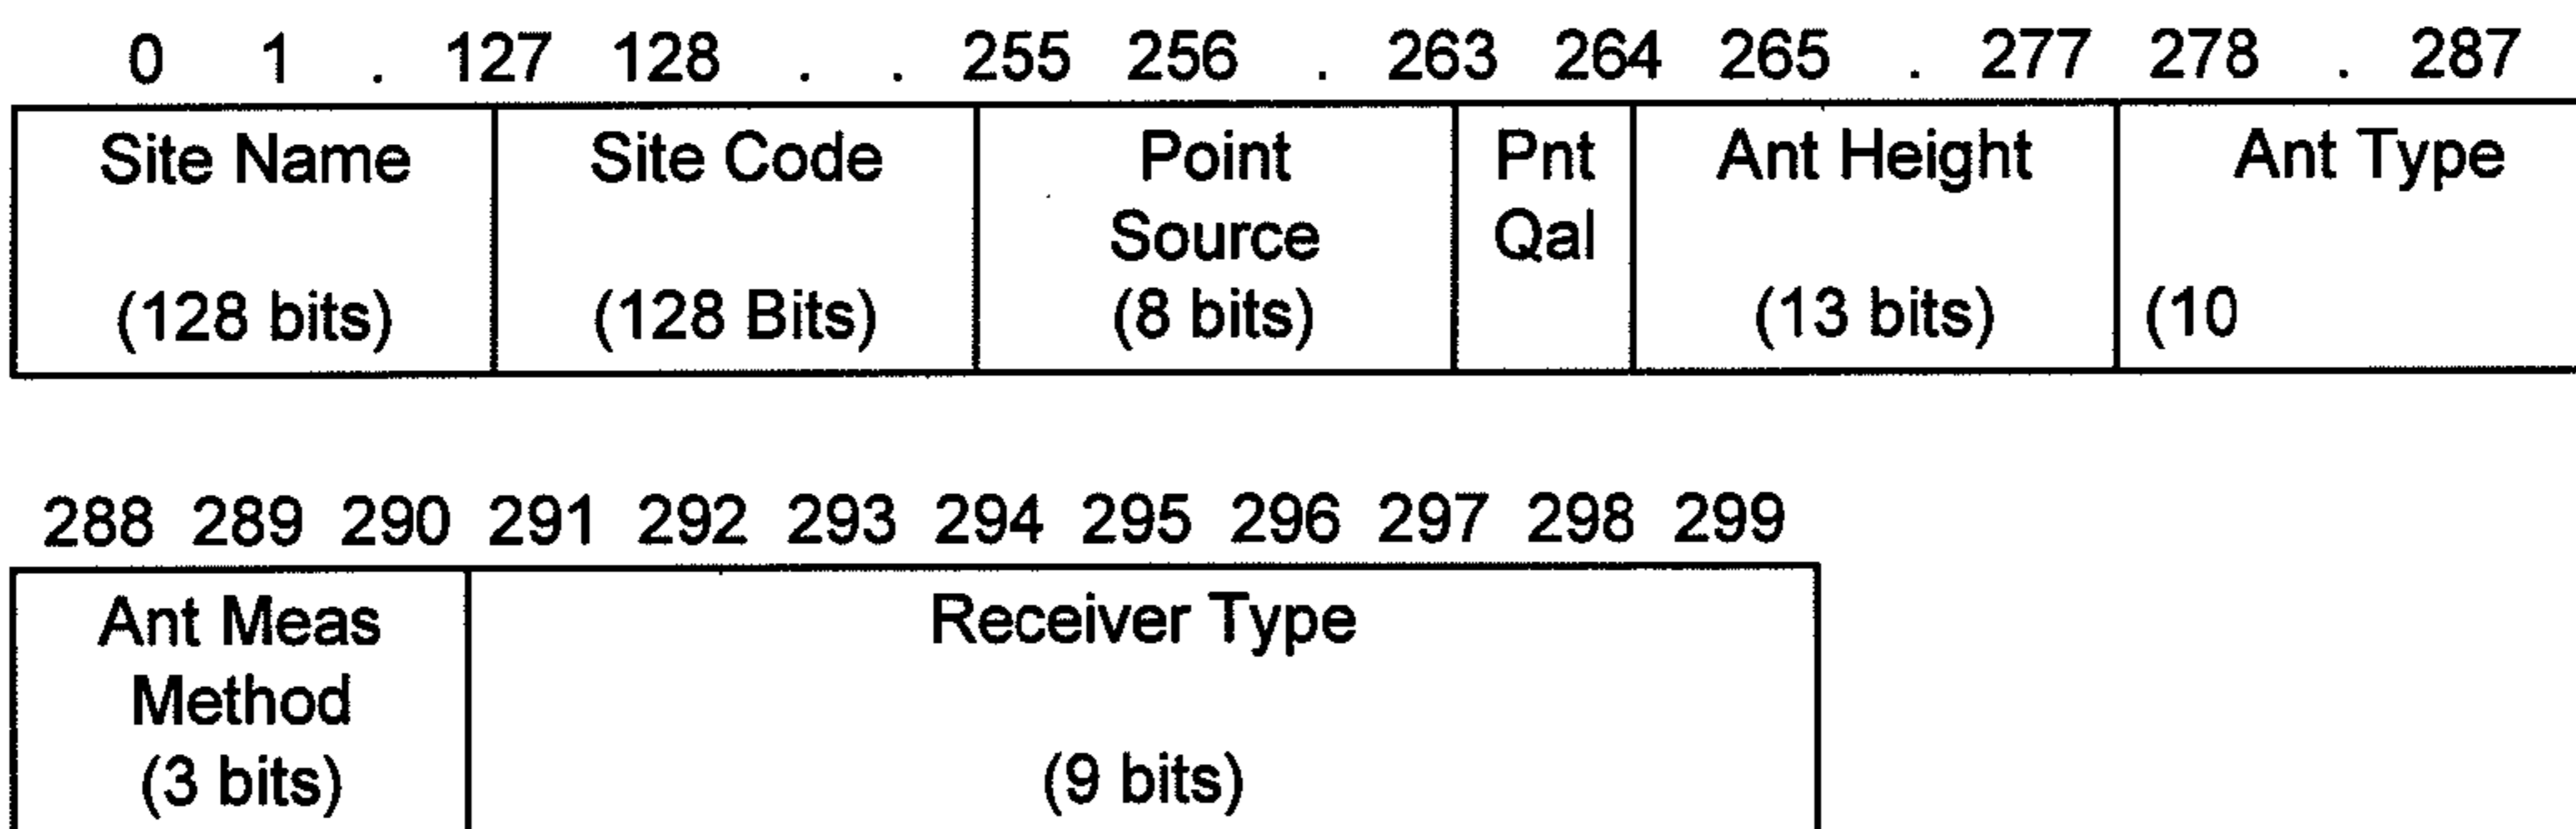 0 1 . 127 128 . . 255 256 . 263 264 265 . 277 278 . 287
Site Name Site Code Point Pnt Ant Height Ant Type
Source Qal
(128 bits) (128 Bits) (8 bits) (13 bits) (10
288 289 290 291 292 293 294 295 296 297 298 299
Ant Meas Receiver Type
Method
(3 bits) (9 bits)